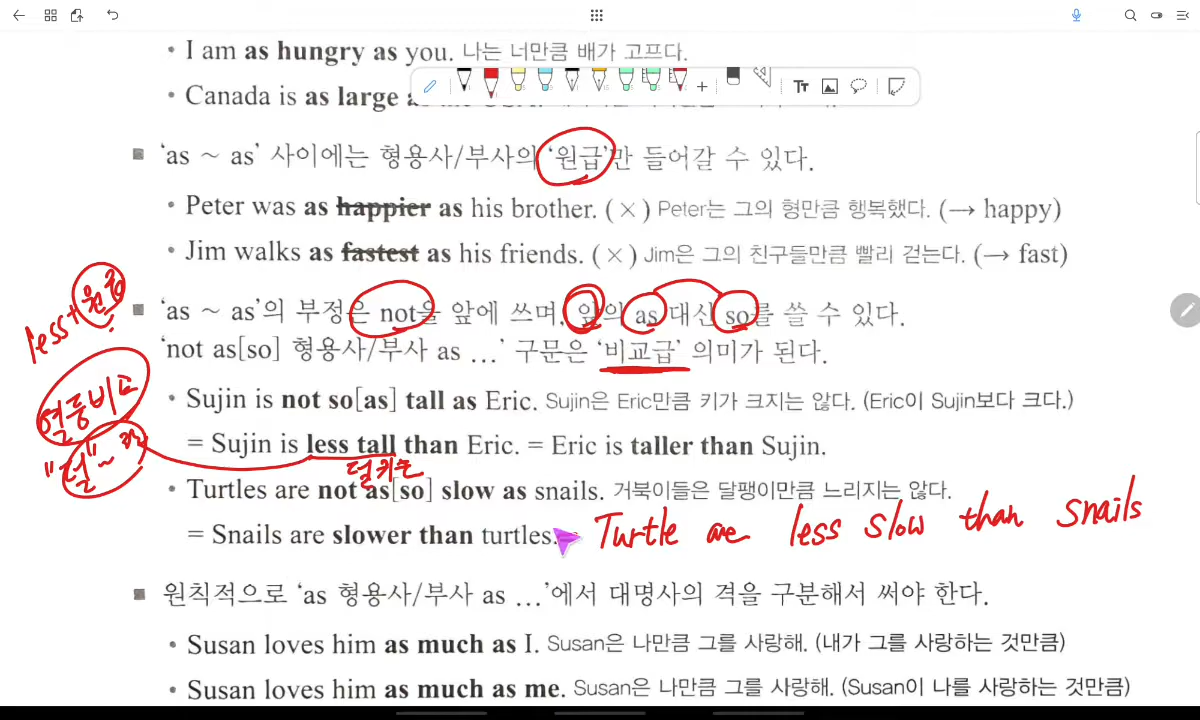 • I am as hungry as you. 나는 너만큼 배가 고프다.
• Canada is as large
■ ‘as ~ as’ 사이에는 형용사/부사의 ‘원급’만 들어갈 수 있다.
• Peter was as happier as his brother. (×) Peter는 그의 형만큼 행복했다. (→ happy)
• Jim walks as fastest as his friends. (×) Jim은 그의 친구들만큼 빨리 걷는다. (→ fast)
less + 원급
■ ‘as ~ as’의 부정은 not을 앞에 쓰며, 앞의 as 대신 so를 쓸 수 있다.
‘not as[so] 형용사/부사 as …’ 구문은 ‘비교급’ 의미가 된다.
열등비교
• Sujin is not so[as] tall as Eric. Sujin은 Eric만큼 키가 크지는 않다. (Eric이 Sujin보다 크다.)
= Sujin is less tall than Eric. = Eric is taller than Sujin.
"덜" ~
덜 키큰
• Turtles are not as[so] slow as snails. 거북이들은 달팽이만큼 느리지는 않다.
= Snails are slower than turtles. Turtle are less slow than snails
■ 원칙적으로 ‘as 형용사/부사 as …’에서 대명사의 격을 구분해서 써야 한다.
• Susan loves him as much as I. Susan은 나만큼 그를 사랑해. (내가 그를 사랑하는 것만큼)
• Susan loves him as much as me. Susan은 나만큼 그를 사랑해. (Susan이 나를 사랑하는 것만큼)